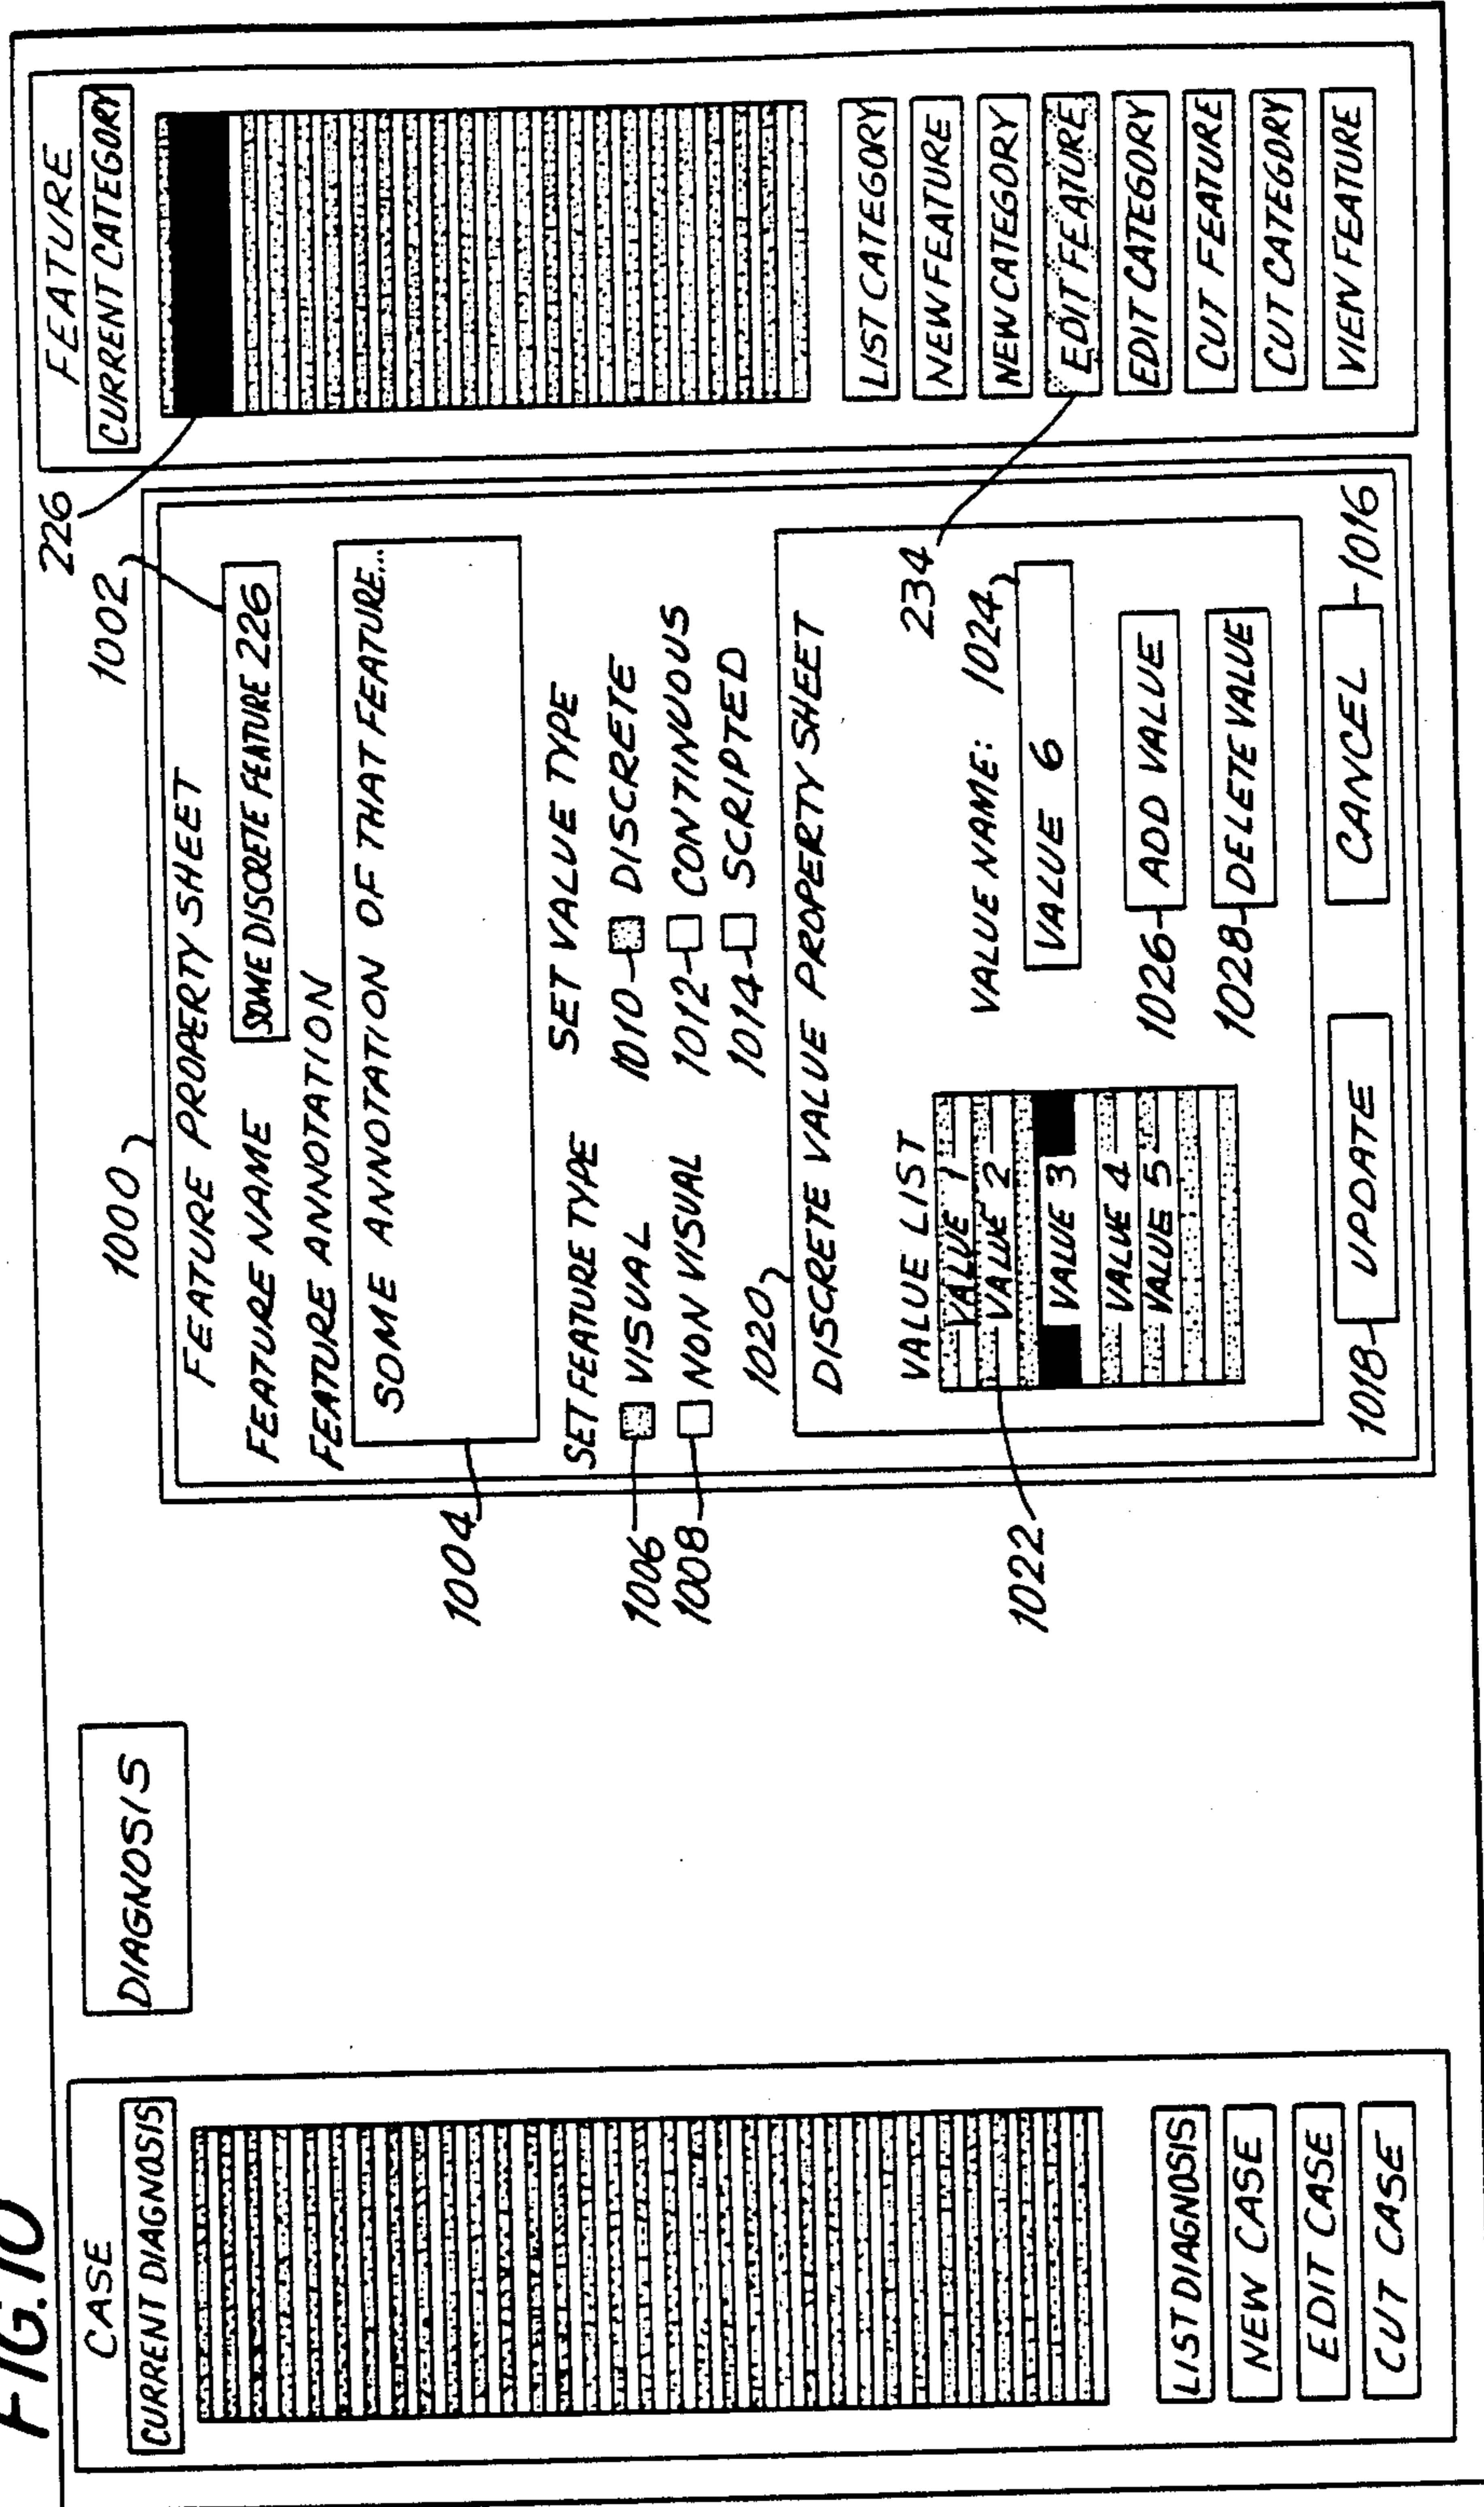 FIG. 10
CASE
CURRENT DIAGNOSIS
LIST DIAGNOSIS
NEW CASE
EDIT CASE
CUT CASE
DIAGNOSIS
1000
FEATURE PROPERTY SHEET
FEATURE NAME
SOME DISCRETE FEATURE 226
1002
FEATURE ANNOTATION
SOME ANNOTATION OF THAT FEATURE...
1004
SET FEATURE TYPE
SET VALUE TYPE
1006 VISUAL
1010 DISCRETE
1008 NON VISUAL
1012 CONTINUOUS
1014 SCRIPTED
1020
DISCRETE VALUE PROPERTY SHEET
VALUE LIST
VALUE 1
VALUE 2
VALUE 3
VALUE 4
VALUE 5
1022
VALUE NAME:
1024
VALUE 6
1026 ADD VALUE
1028 DELETE VALUE
1018 UPDATE
CANCEL 1016
226
234
FEATURE
CURRENT CATEGORY
LIST CATEGORY
NEW FEATURE
NEW CATEGORY
EDIT FEATURE
EDIT CATEGORY
CUT FEATURE
CUT CATEGORY
VIEW FEATURE